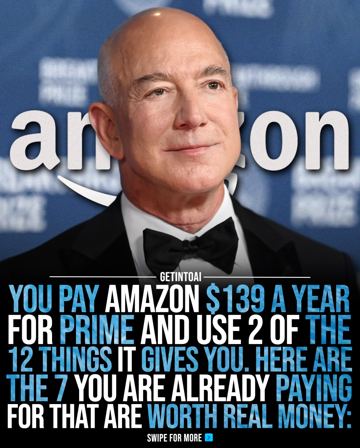 amazon
GETINTOAI
YOU PAY AMAZON $139 A YEAR
FOR PRIME AND USE 2 OF THE
12 THINGS IT GIVES YOU. HERE ARE
THE 7 YOU ARE ALREADY PAYING
FOR THAT ARE WORTH REAL MONEY:
SWIPE FOR MORE